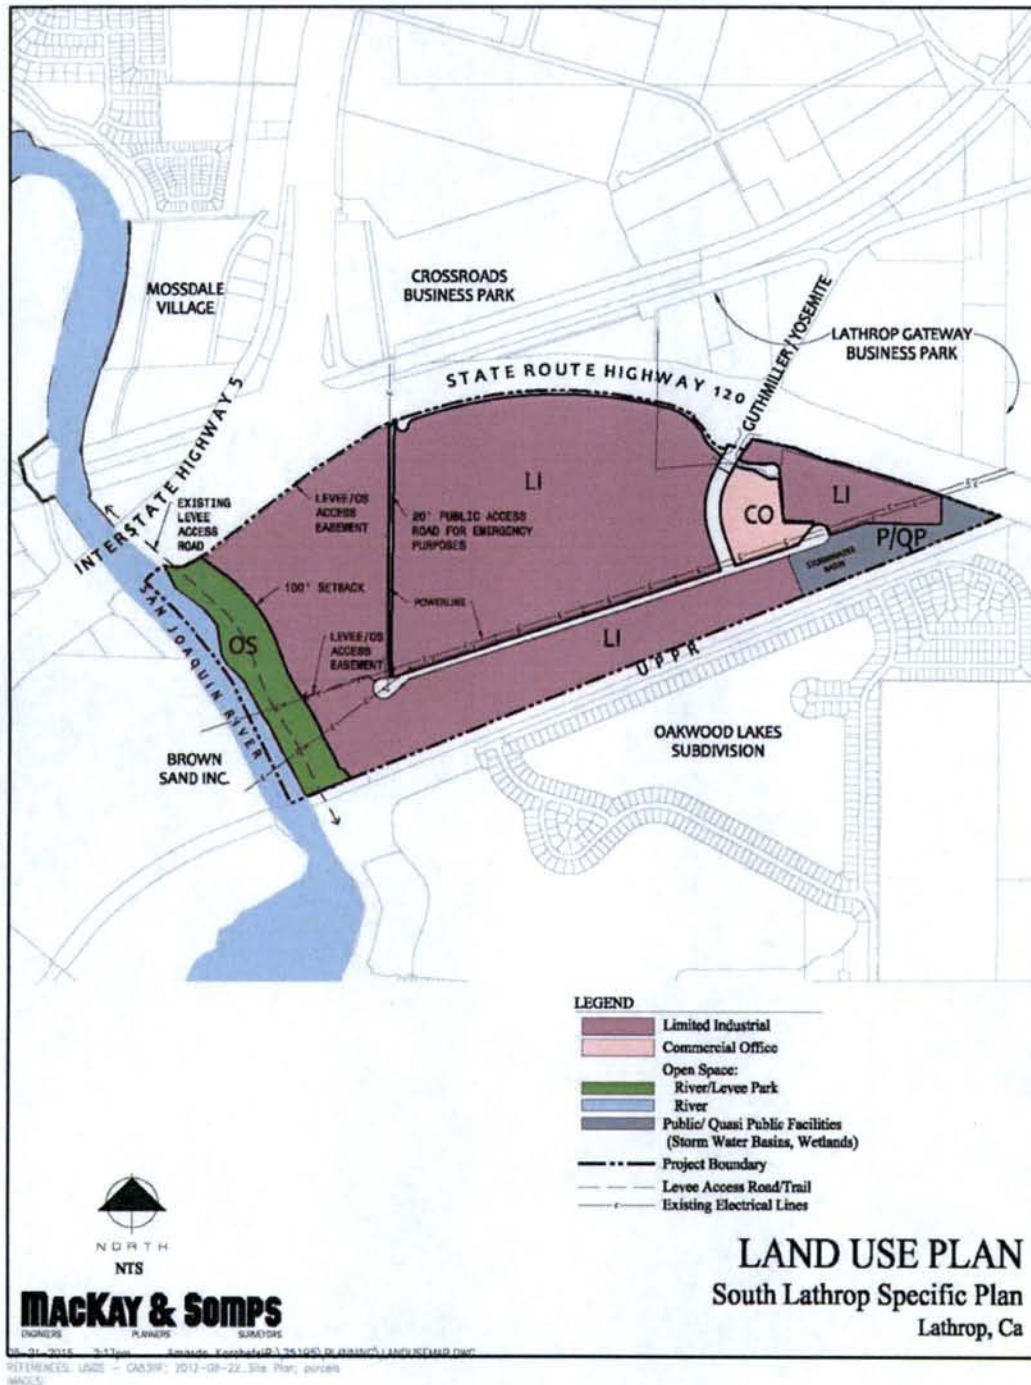 MOSSDALE
VILLAGE
CROSSROADS
BUSINESS PARK
GUTHMILLER/YOSEMITE
LATHROP GATEWAY
BUSINESS PARK
STATE ROUTE HIGHWAY 120
INTERSTATE HIGHWAY 5
EXISTING
LEVEE
ACCESS
ROAD
LEVEE/OS
ACCESS
EASEMENT
20' PUBLIC ACCESS
ROAD FOR EMERGENCY
PURPOSES
LI
LI
CO
P/QP
STORMWATER
BASIN
100' SETBACK
POWERLINE
OS
LEVEE/OS
ACCESS
EASEMENT
LI
UPPR
SAN JOAQUIN RIVER
BROWN
SAND INC.
OAKWOOD LAKES
SUBDIVISION
LEGEND
Limited Industrial
Commercial Office
Open Space:
River/Levee Park
River
Public/ Quasi Public Facilities
(Storm Water Basins, Wetlands)
Project Boundary
Levee Access Road/Trail
Existing Electrical Lines
NORTH
NTS
LAND USE PLAN
South Lathrop Specific Plan
Lathrop, Ca
MACKAY & SOMPS
ENGINEERS PLANNERS SURVEYORS